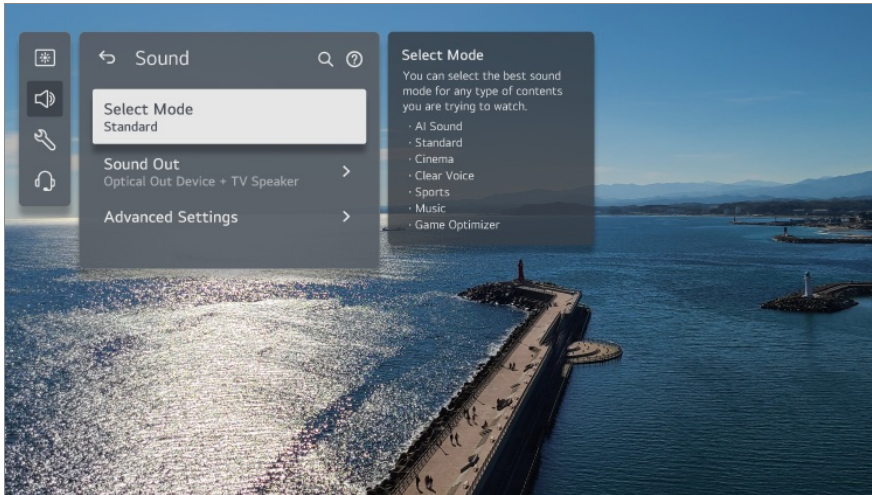 Sound
Select Mode
Standard
Sound Out
Optical Out Device + TV Speaker
Advanced Settings
Select Mode
You can select the best sound
mode for any type of contents
you are trying to watch.
· AI Sound
· Standard
· Cinema
· Clear Voice
· Sports
· Music
· Game Optimizer